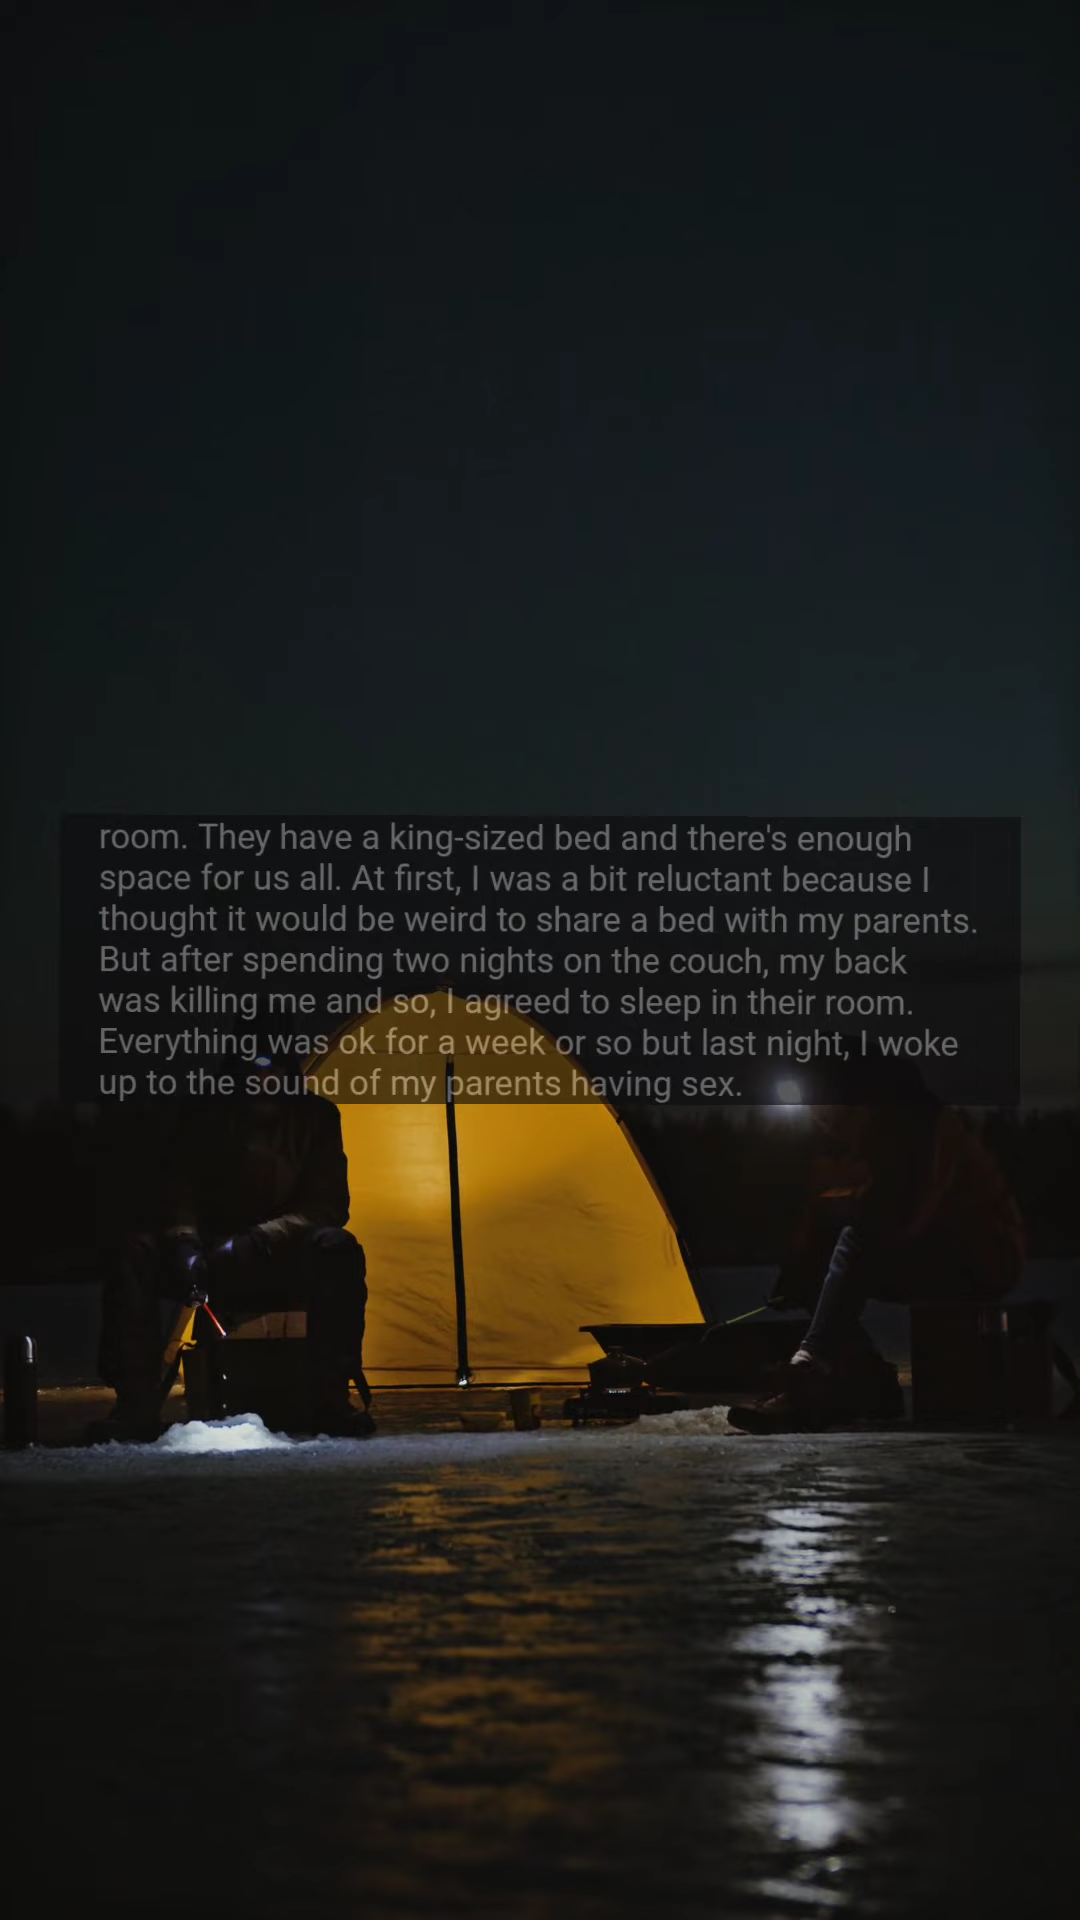 room. They have a king-sized bed and there's enough
space for us all. At first, I was a bit reluctant because I
thought it would be weird to share a bed with my parents.
But after spending two nights on the couch, my back
was killing me and so, I agreed to sleep in their room.
Everything was ok for a week or so but last night, I woke
up to the sound of my parents having sex.